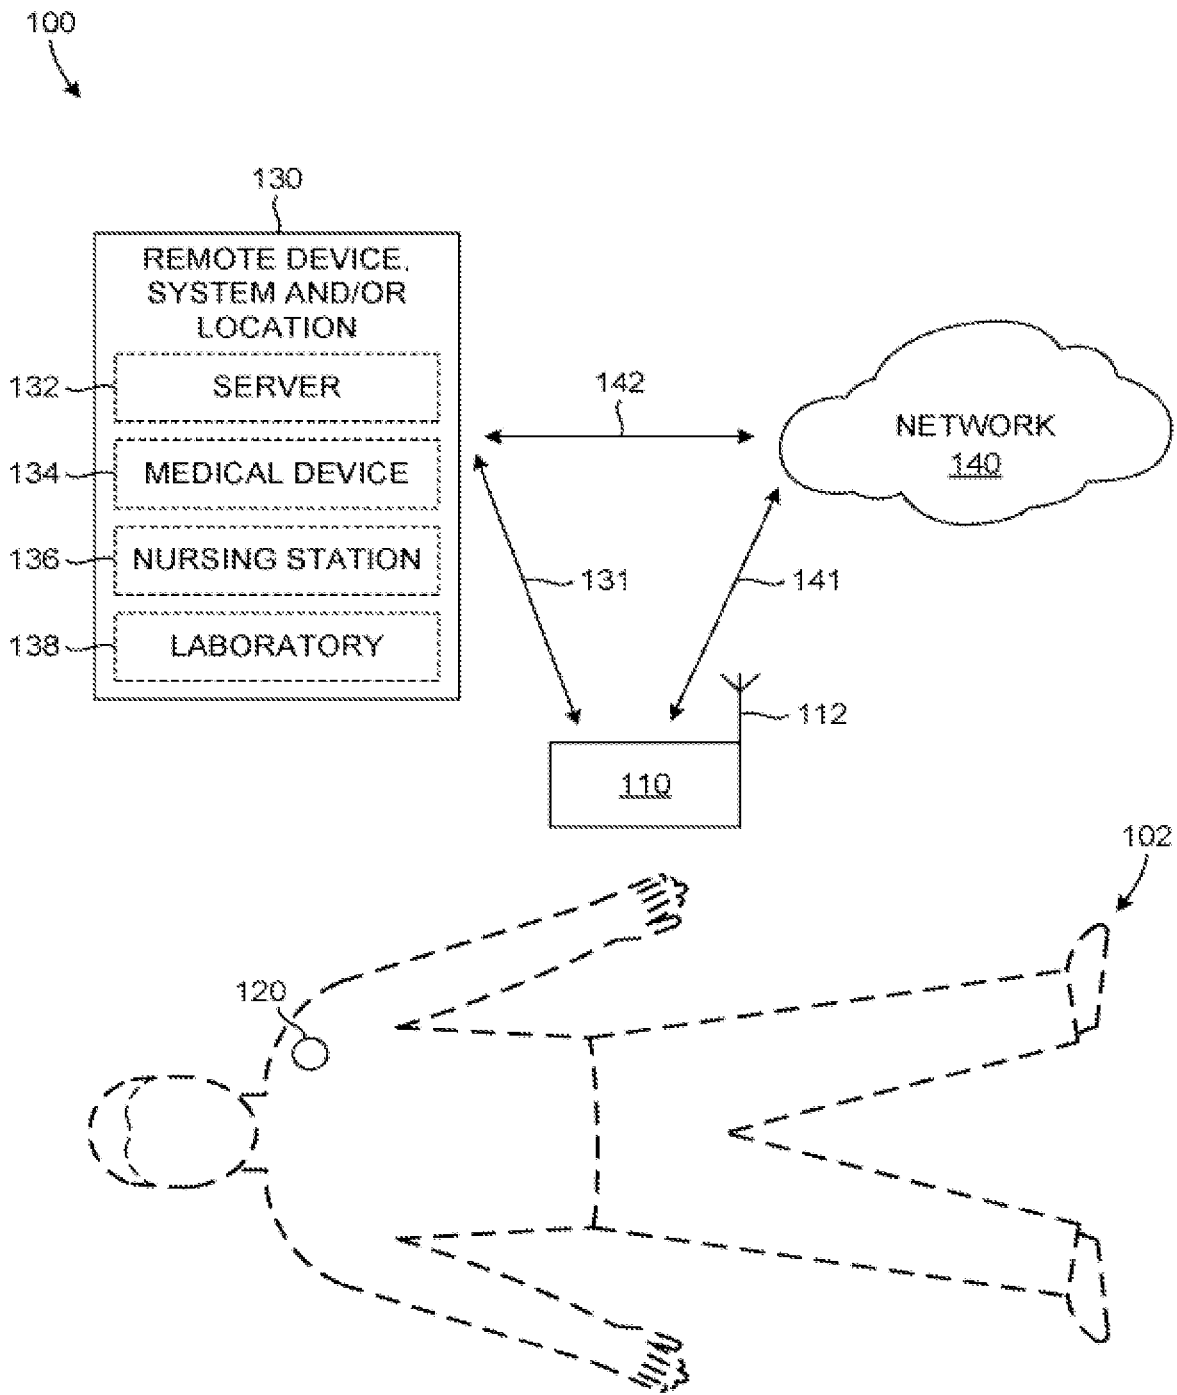 100
130
REMOTE DEVICE,
SYSTEM AND/OR
LOCATION
132
SERVER
134
MEDICAL DEVICE
136
NURSING STATION
138
LABORATORY
142
NETWORK
140
131
141
112
110
102
120